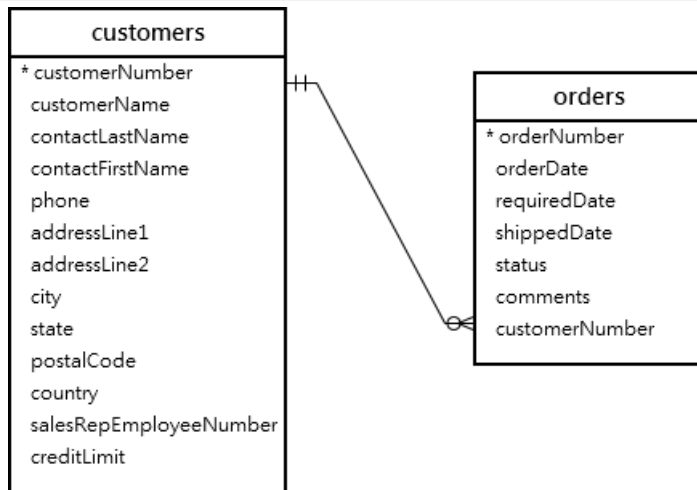 customers
* customerNumber
customerName
contactLastName
contactFirstName
phone
addressLine1
addressLine2
city
state
postalCode
country
salesRepEmployeeNumber
creditLimit
orders
* orderNumber
orderDate
requiredDate
shippedDate
status
comments
customerNumber